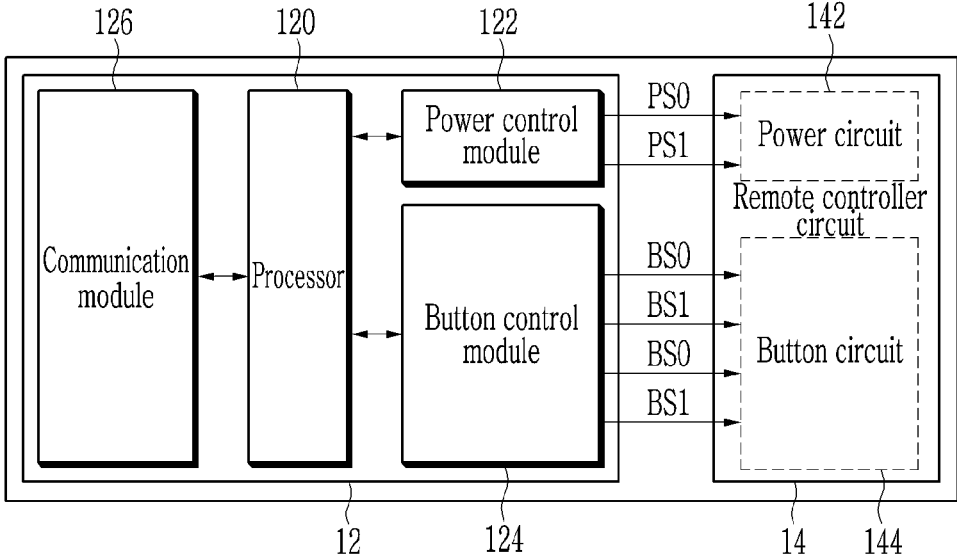 126
120
122
142
Communication
module
Processor
Power control
module
PS0
PS1
Power circuit
Remote controller
circuit
Button control
module
BS0
BS1
BS0
BS1
Button circuit
12
124
14
144